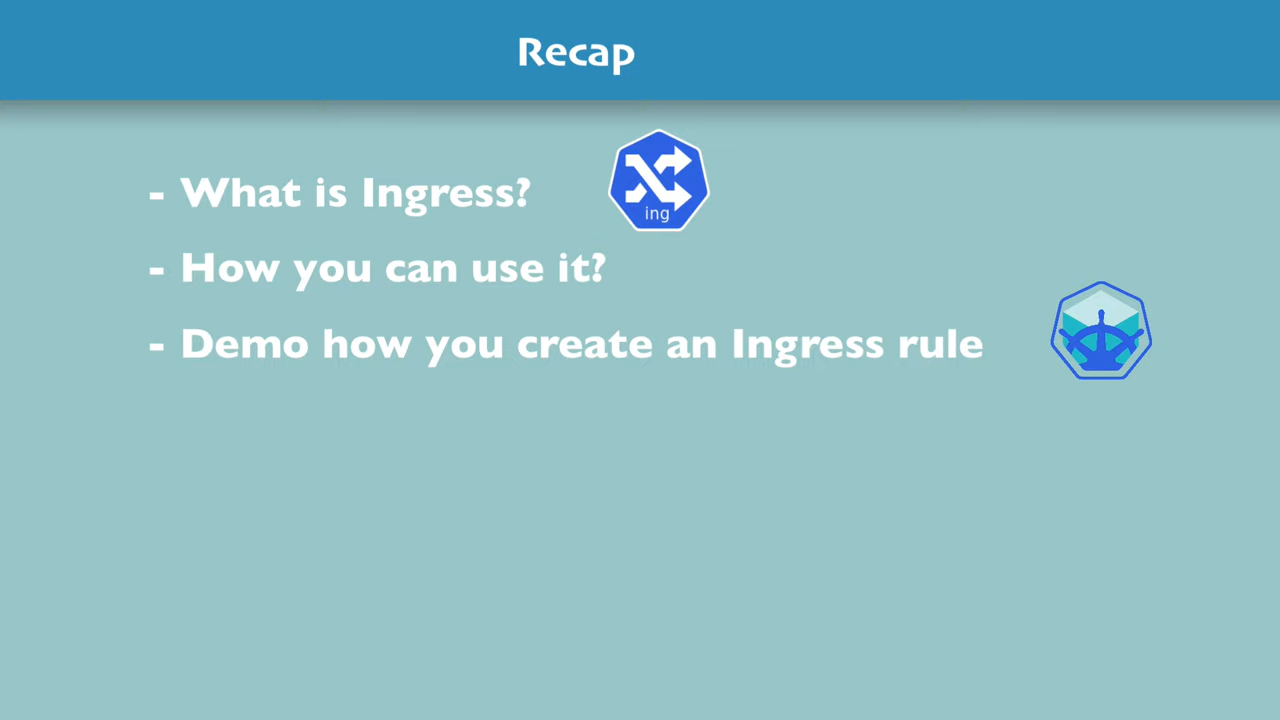 Recap
- What is Ingress?
ing
- How you can use it?
- Demo how you create an Ingress rule